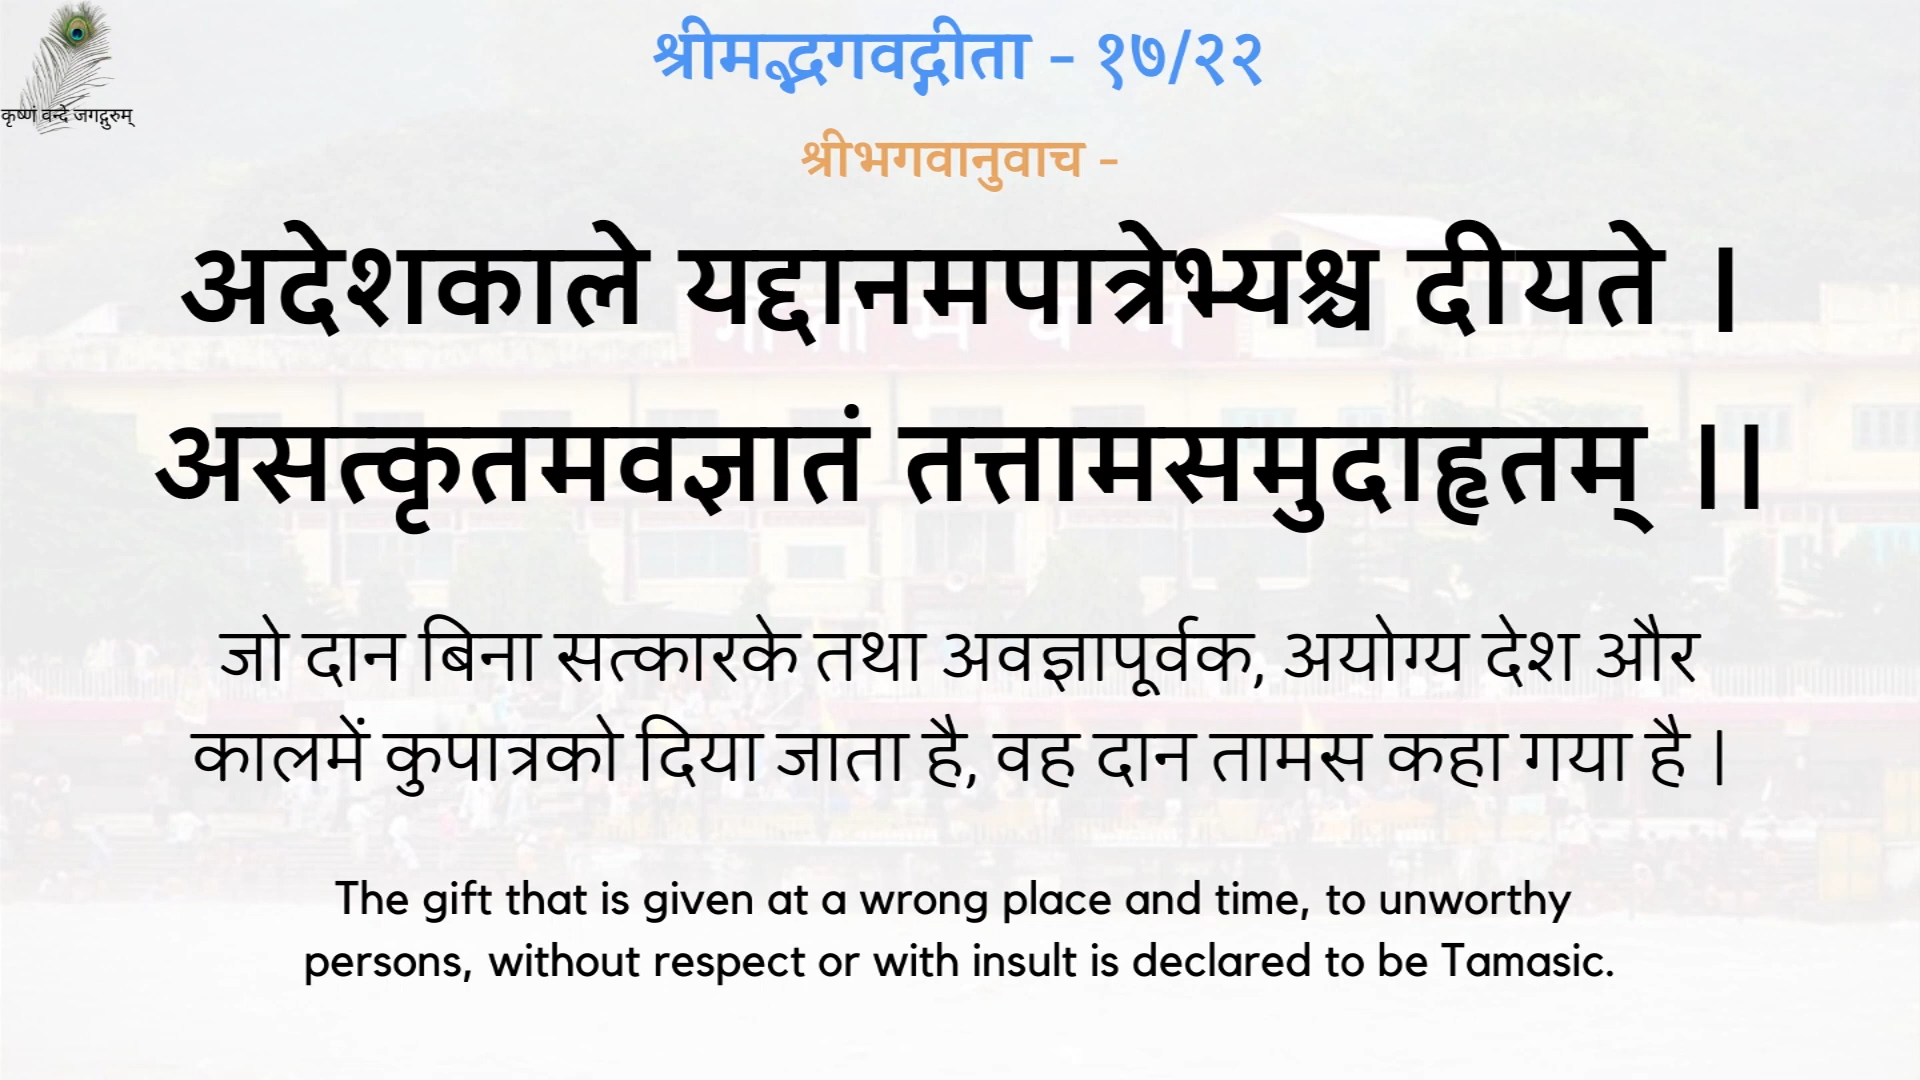 कृष्णं वन्दे जगद्गुरुम्
श्रीमद्भगवद्गीता - १७/२२
श्रीभगवानुवाच -
अदेशकाले यद्दानमपात्रेभ्यश्च दीयते ।
असत्कृतमवज्ञातं तत्तामसमुदाहृतम् ।।
जो दान बिना सत्कारके तथा अवज्ञापूर्वक, अयोग्य देश और
कालमें कुपात्रको दिया जाता है, वह दान तामस कहा गया है ।
The gift that is given at a wrong place and time, to unworthy
persons, without respect or with insult is declared to be Tamasic.